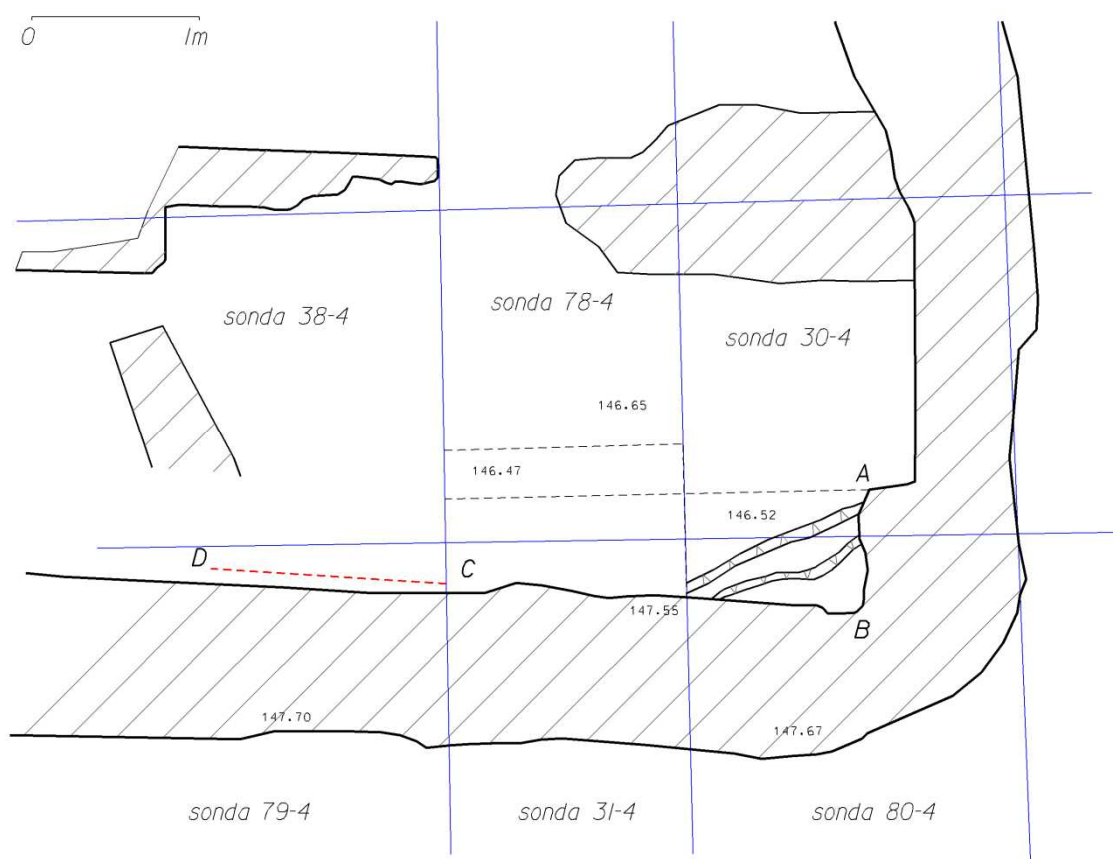 0 1m
sonda 38-4
sonda 78-4
sonda 30-4
146.65
146.47
A
146.52
D
C
147.55
B
147.70
147.67
sonda 79-4
sonda 31-4
sonda 80-4